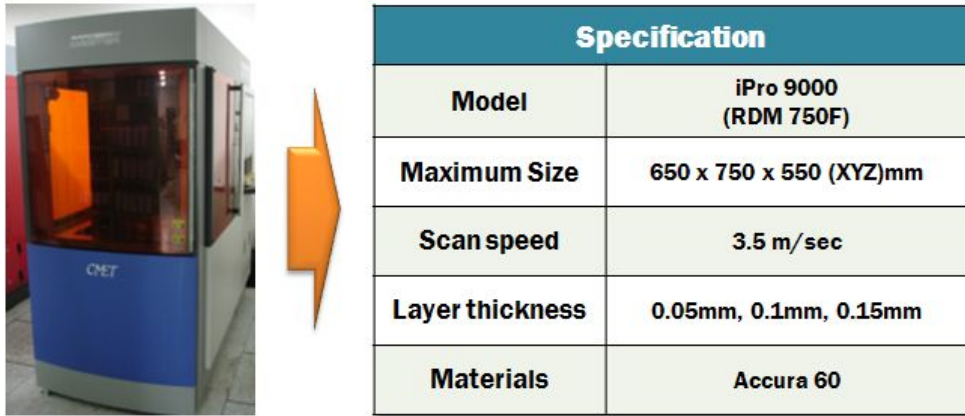 CMET
Specification
Model
iPro 9000
(RDM 750F)
Maximum Size
650 x 750 x 550 (XYZ)mm
Scan speed
3.5 m/sec
Layer thickness
0.05mm, 0.1mm, 0.15mm
Materials
Accura 60